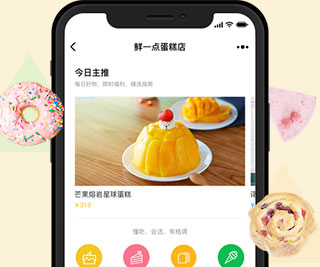 鲜一点蛋糕店
今日主推
每日好物，限时福利，精选指南
芒果熔岩星球蛋糕
¥318
懂吃，会选，有格调